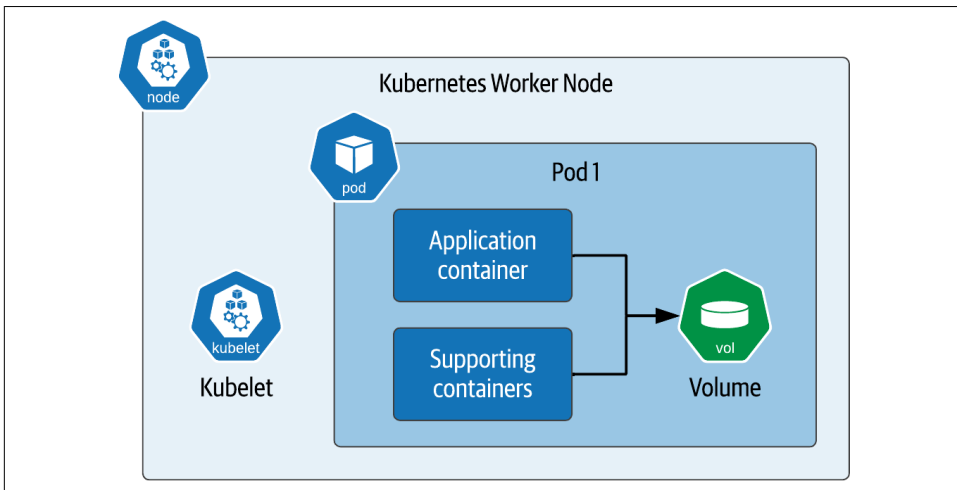 node
Kubernetes Worker Node
pod
Pod 1
Application
container
kubelet
Kubelet
Supporting
containers
vol
Volume